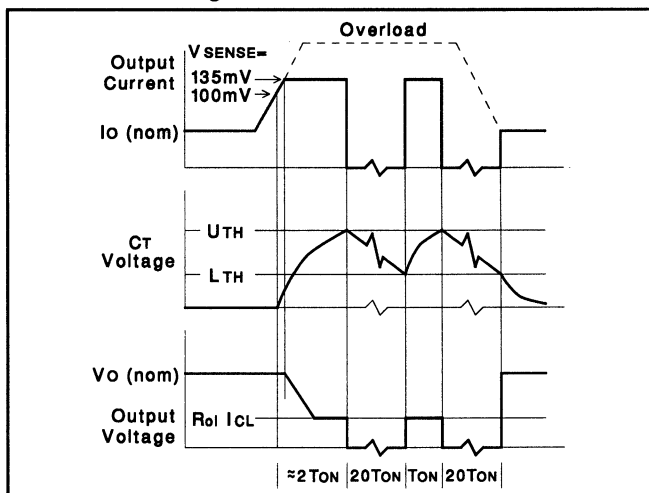 Overload
V SENSE=
Output
Current
135mV
100mV
Io (nom)
CT
Voltage
UTH
LTH
Vo (nom)
Output
Voltage
Rol ICL
≈2TON
20TON
TON
20TON